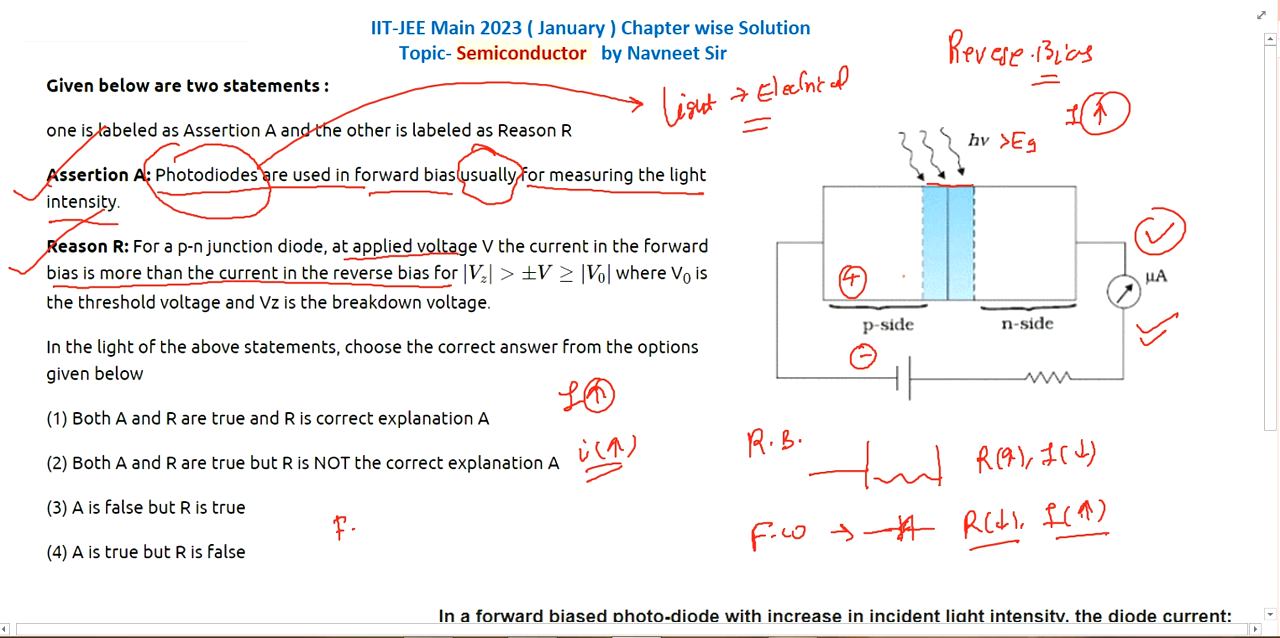 IIT-JEE Main 2023 ( January ) Chapter wise Solution
Topic- Semiconductor by Navneet Sir
Given below are two statements :
one is labeled as Assertion A and the other is labeled as Reason R
Assertion A: Photodiodes are used in forward bias usually for measuring the light
intensity.
Reason R: For a p-n junction diode, at applied voltage V the current in the forward
bias is more than the current in the reverse bias for |Vz| > ±V ≥ |V0| where V0 is
the threshold voltage and Vz is the breakdown voltage.
In the light of the above statements, choose the correct answer from the options
given below
(1) Both A and R are true and R is correct explanation A
(2) Both A and R are true but R is NOT the correct explanation A
(3) A is false but R is true
(4) A is true but R is false
Light → Electrical
Reverse Bias
I(↑)
hν >Eg
+
μA
p-side
n-side
−
I(↑)
i(↑)
R.B.
I(↓)
R(↓), I(↑)
F.
In a forward biased photo-diode with increase in incident light intensity, the diode current: